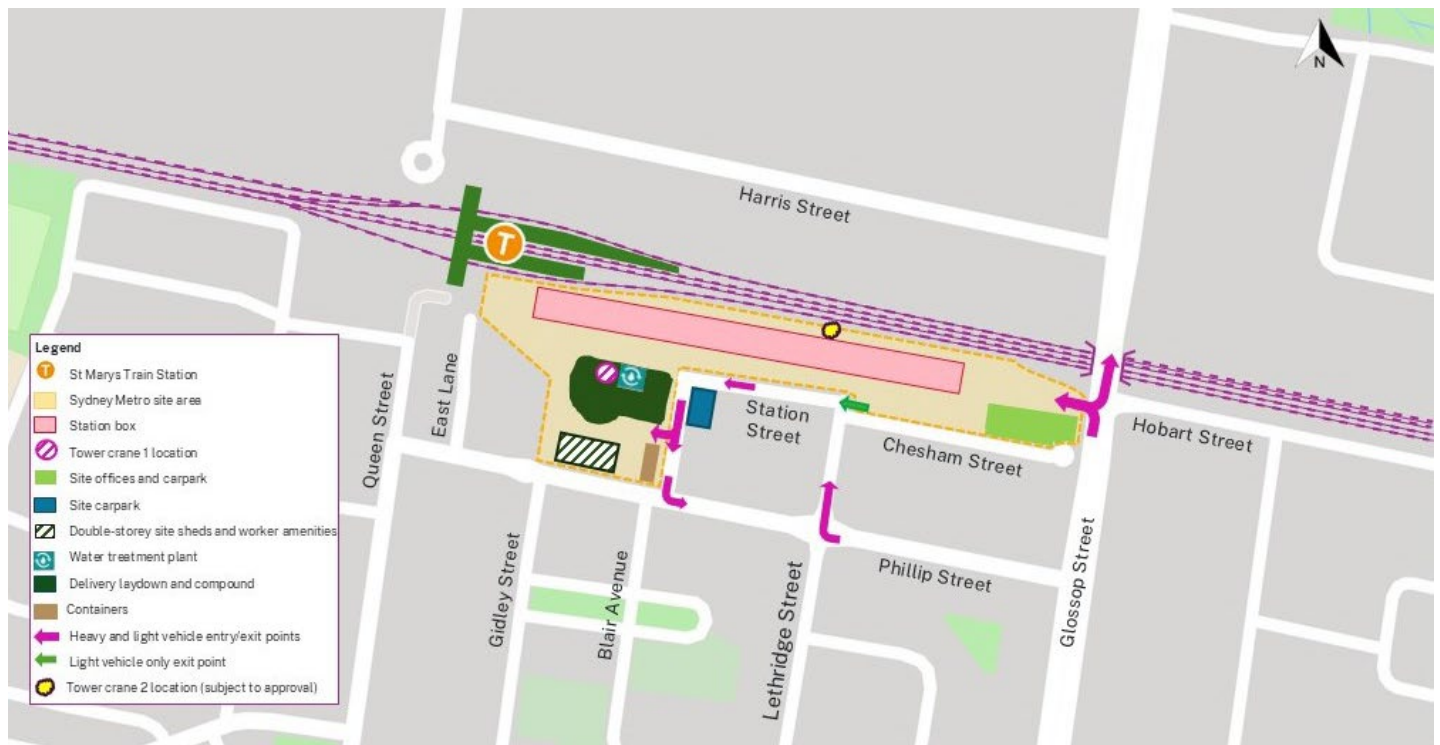 N
Harris Street
T
Legend
T St Marys Train Station
Sydney Metro site area
Station box
Tower crane 1 location
Site offices and carpark
Site carpark
Double-storey site sheds and worker amenities
Water treatment plant
Delivery laydown and compound
Containers
Heavy and light vehicle entry/exit points
Light vehicle only exit point
Tower crane 2 location (subject to approval)
Queen Street
East Lane
Station
Street
Chesham Street
Hobart Street
Gidley Street
Blair Avenue
Lethridge Street
Phillip Street
Glossop Street